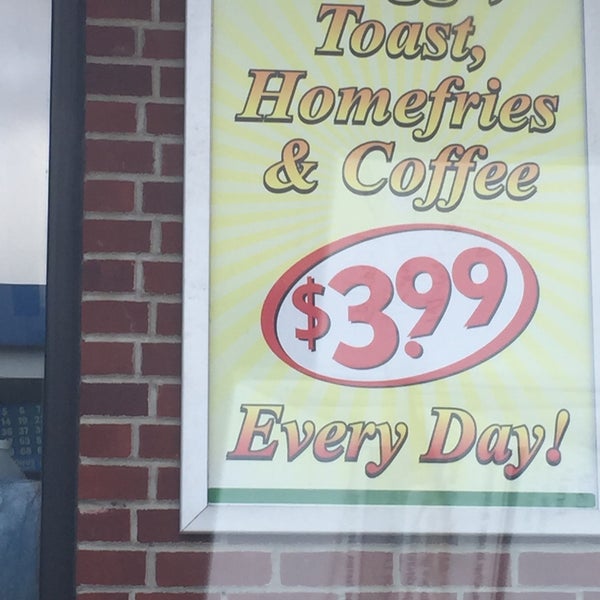 Toast,
Homefries
& Coffee
$3.99
Every Day!